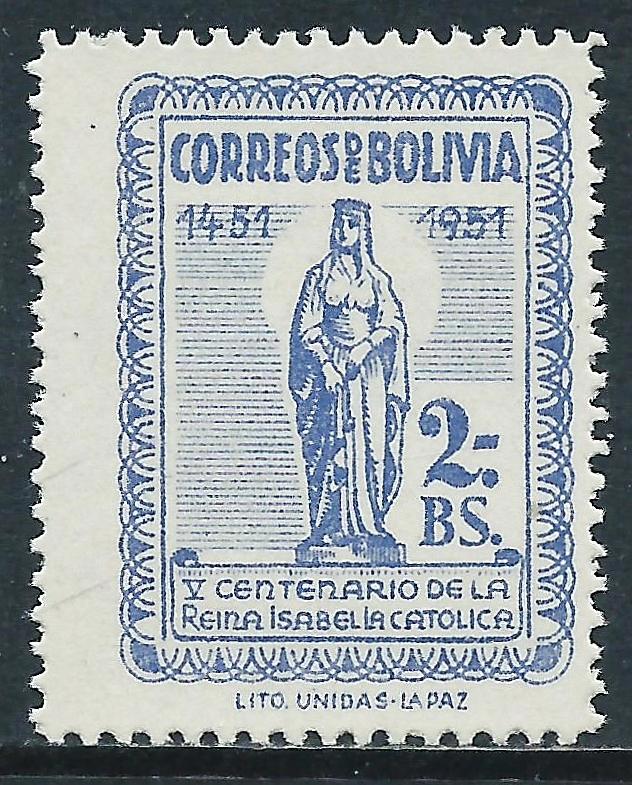 CORREOS DE BOLIVIA
1451 1951
2.-
BS.
V CENTENARIO DE LA
REINA ISABEL LA CATOLICA
LITO. UNIDAS-LA PAZ